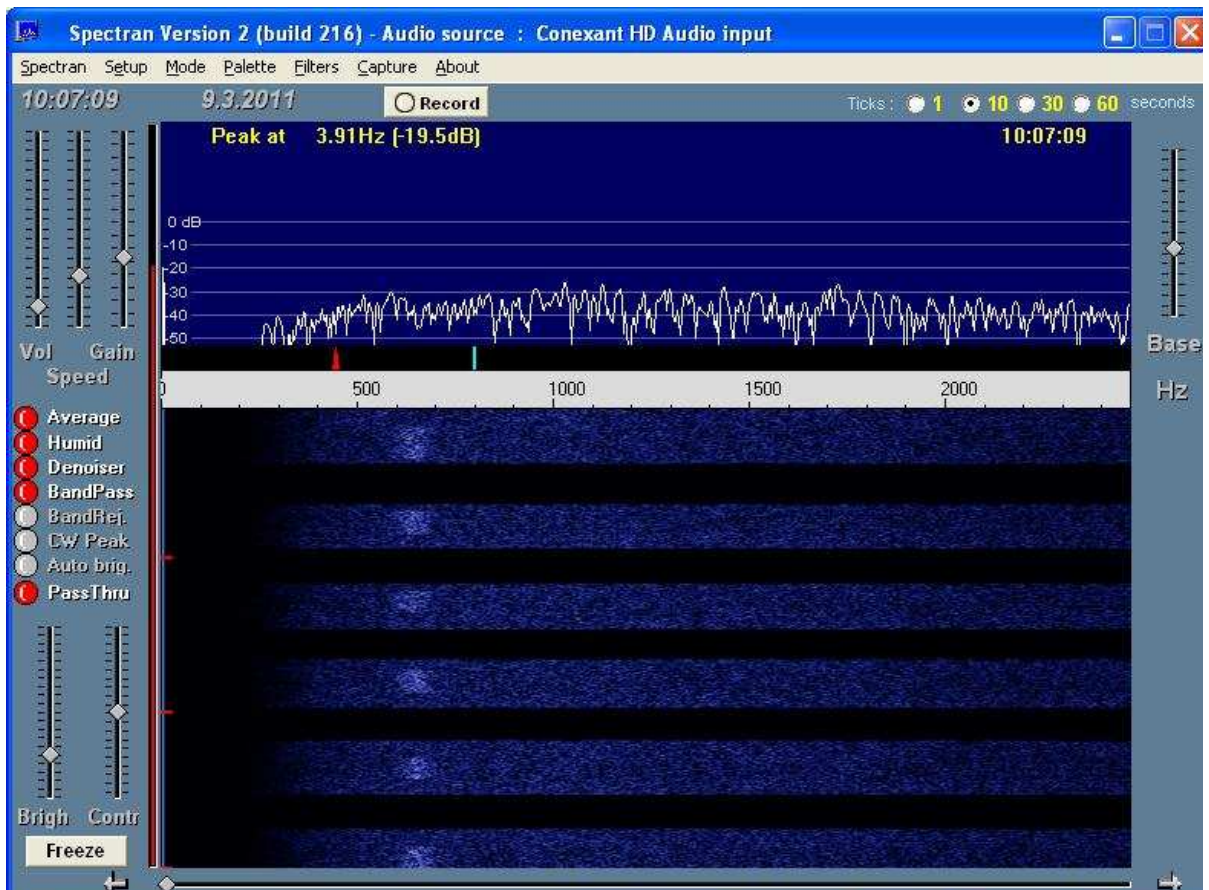 Spectran Version 2 (build 216) - Audio source : Conexant HD Audio input
Spectran Setup Mode Palette Filters Capture About
10:07:09 9.3.2011 Record Ticks : 1 10 30 60 seconds
Peak at 3.91Hz (-19.5dB) 10:07:09
0 dB
-10
-20
-30
-40
-50
Vol Gain
Speed
Base
0 500 1000 1500 2000 Hz
Average
Humid
Denoiser
BandPass
BandRej.
CW Peak
Auto brig.
PassThru
Brigh Contr
Freeze